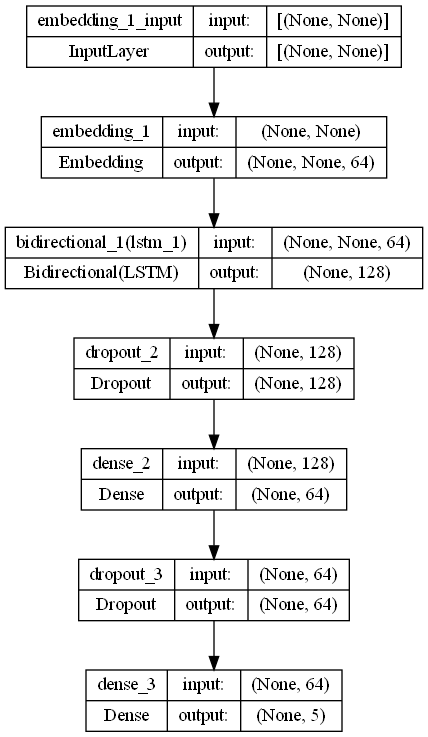 embedding_1_input input: [(None, None)]
InputLayer output: [(None, None)]
embedding_1 input: (None, None)
Embedding output: (None, None, 64)
bidirectional_1(lstm_1) input: (None, None, 64)
Bidirectional(LSTM) output: (None, 128)
dropout_2 input: (None, 128)
Dropout output: (None, 128)
dense_2 input: (None, 128)
Dense output: (None, 64)
dropout_3 input: (None, 64)
Dropout output: (None, 64)
dense_3 input: (None, 64)
Dense output: (None, 5)